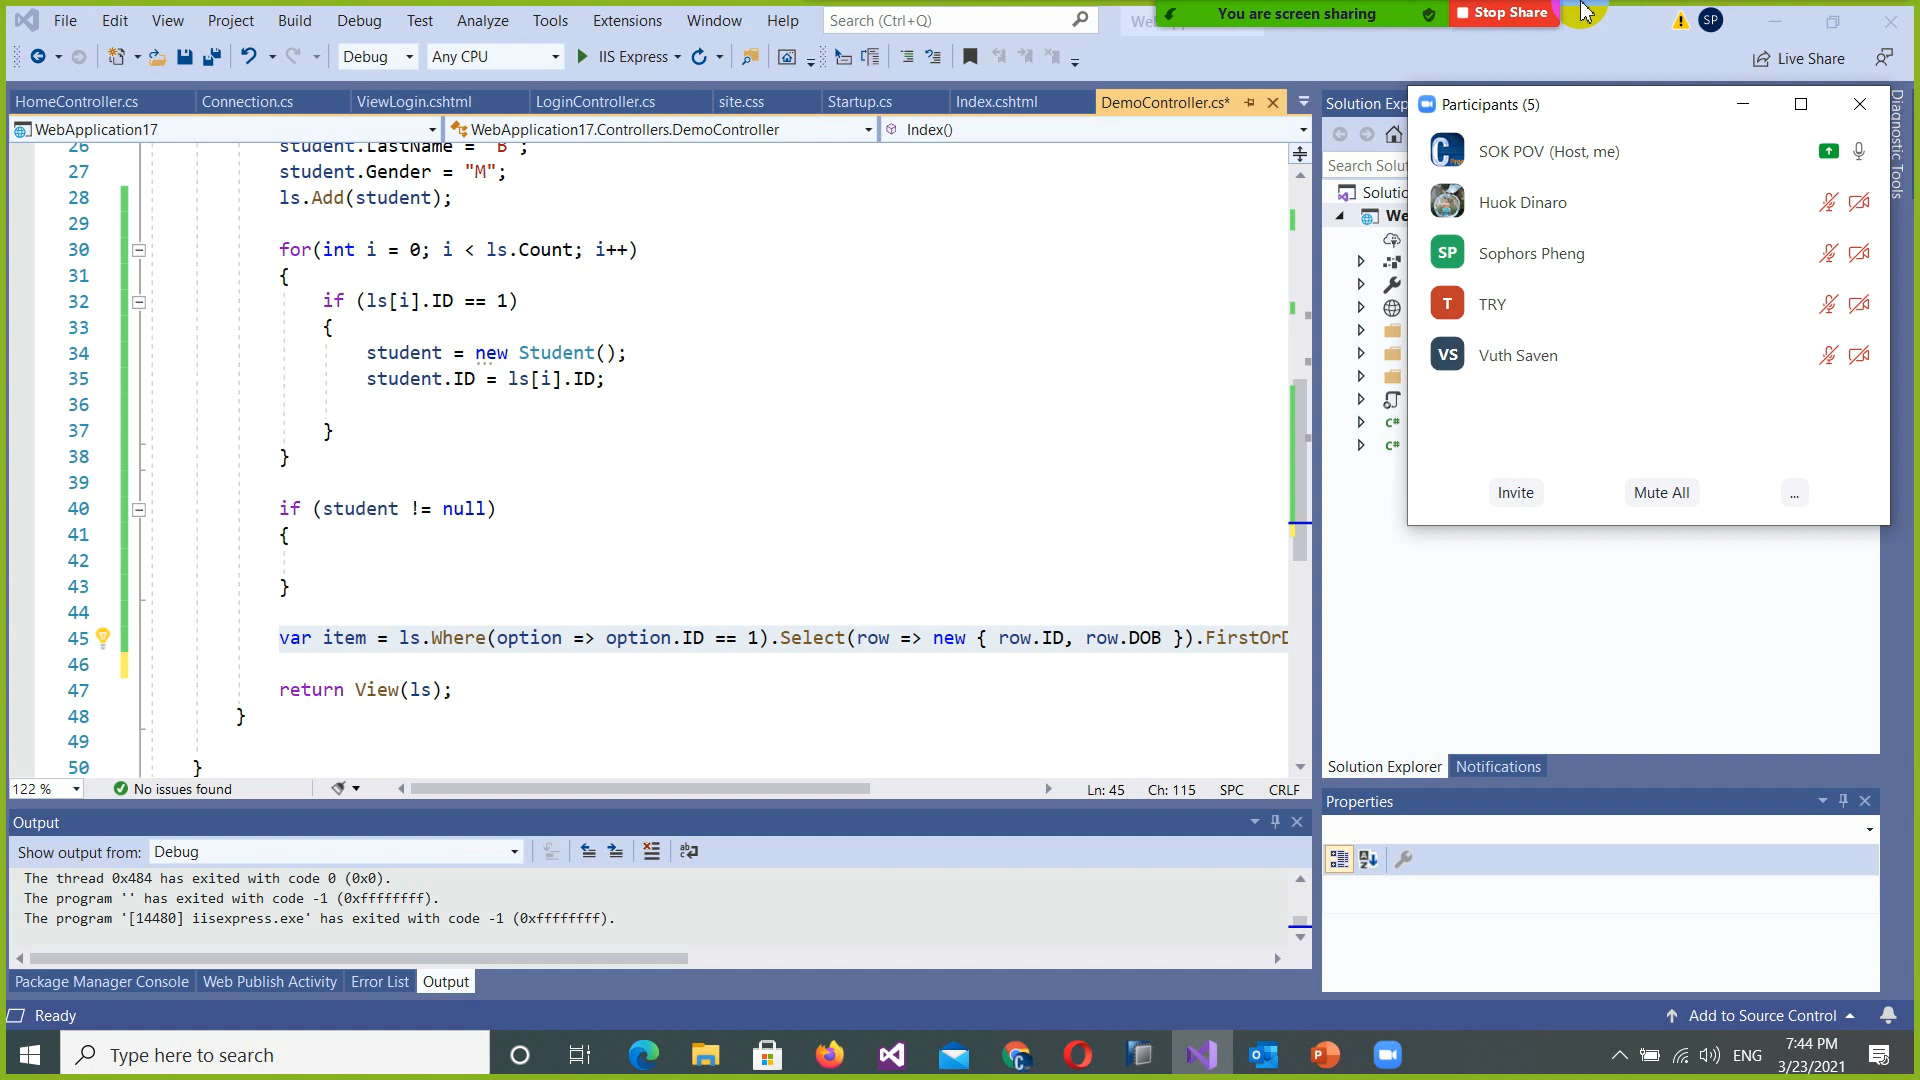 File Edit View Project Build Debug Test Analyze Tools Extensions Window Help Search (Ctrl+Q)
You are screen sharing Stop Share SP
Debug Any CPU IIS Express Live Share
HomeController.cs Connection.cs ViewLogin.cshtml LoginController.cs site.css Startup.cs Index.cshtml DemoController.cs*
WebApplication17 WebApplication17.Controllers.DemoController Index()
26 student.LastName = "B";
27 student.Gender = "M";
28 ls.Add(student);
29
30 for(int i = 0; i < ls.Count; i++)
31 {
32 if (ls[i].ID == 1)
33 {
34 student = new Student();
35 student.ID = ls[i].ID;
36
37 }
38 }
39
40 if (student != null)
41 {
42
43 }
44
45 var item = ls.Where(option => option.ID == 1).Select(row => new { row.ID, row.DOB }).FirstOrD
46
47 return View(ls);
48 }
49
50 }
122 % No issues found Ln: 45 Ch: 115 SPC CRLF
Output
Show output from: Debug
The thread 0x484 has exited with code 0 (0x0).
The program '' has exited with code -1 (0xffffffff).
The program '[14480] iisexpress.exe' has exited with code -1 (0xffffffff).
Package Manager Console Web Publish Activity Error List Output
Solution Exp
Search Solu
Solutio
We
C#
C#
Diagnostic Tools
Participants (5)
SOK POV (Host, me)
Huok Dinaro
SP Sophors Pheng
T TRY
VS Vuth Saven
Invite Mute All ...
Solution Explorer Notifications
Properties
Ready Add to Source Control
Type here to search
ENG 7:44 PM
3/23/2021